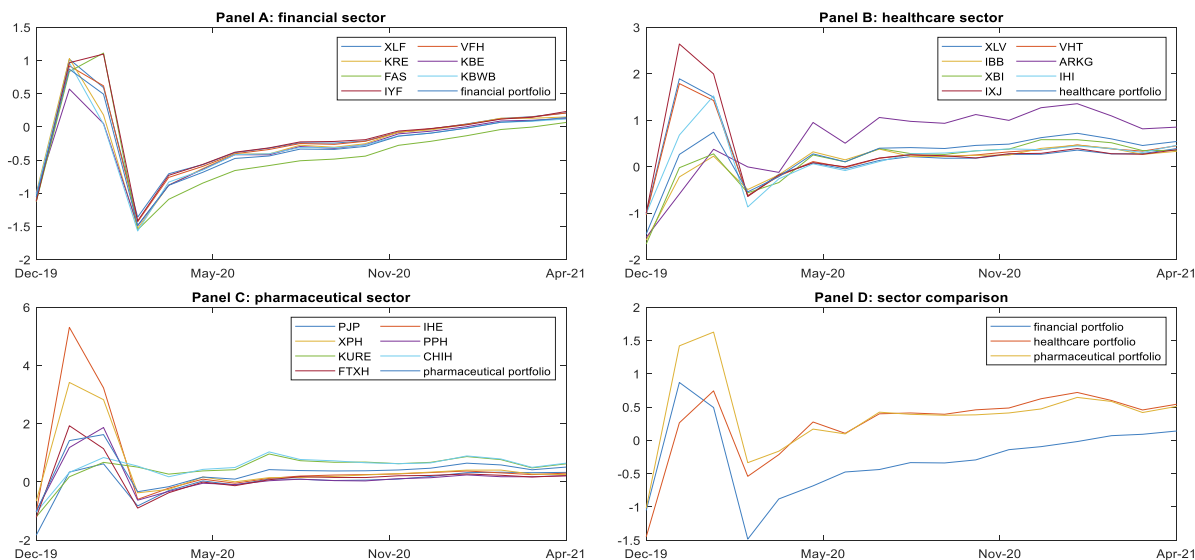 Panel A: financial sector
1.5
1
0.5
0
-0.5
-1
-1.5
-2
Dec-19 May-20 Nov-20 Apr-21
XLF VFH
KRE KBE
FAS KBWB
IYF financial portfolio
Panel B: healthcare sector
3
2
1
0
-1
-2
Dec-19 May-20 Nov-20 Apr-21
XLV VHT
IBB ARKG
XBI IHI
IXJ healthcare portfolio
Panel C: pharmaceutical sector
6
4
2
0
-2
Dec-19 May-20 Nov-20 Apr-21
PJP IHE
XPH PPH
KURE CHIH
FTXH pharmaceutical portfolio
Panel D: sector comparison
2
1.5
1
0.5
0
-0.5
-1
-1.5
Dec-19 May-20 Nov-20 Apr-21
financial portfolio
healthcare portfolio
pharmaceutical portfolio